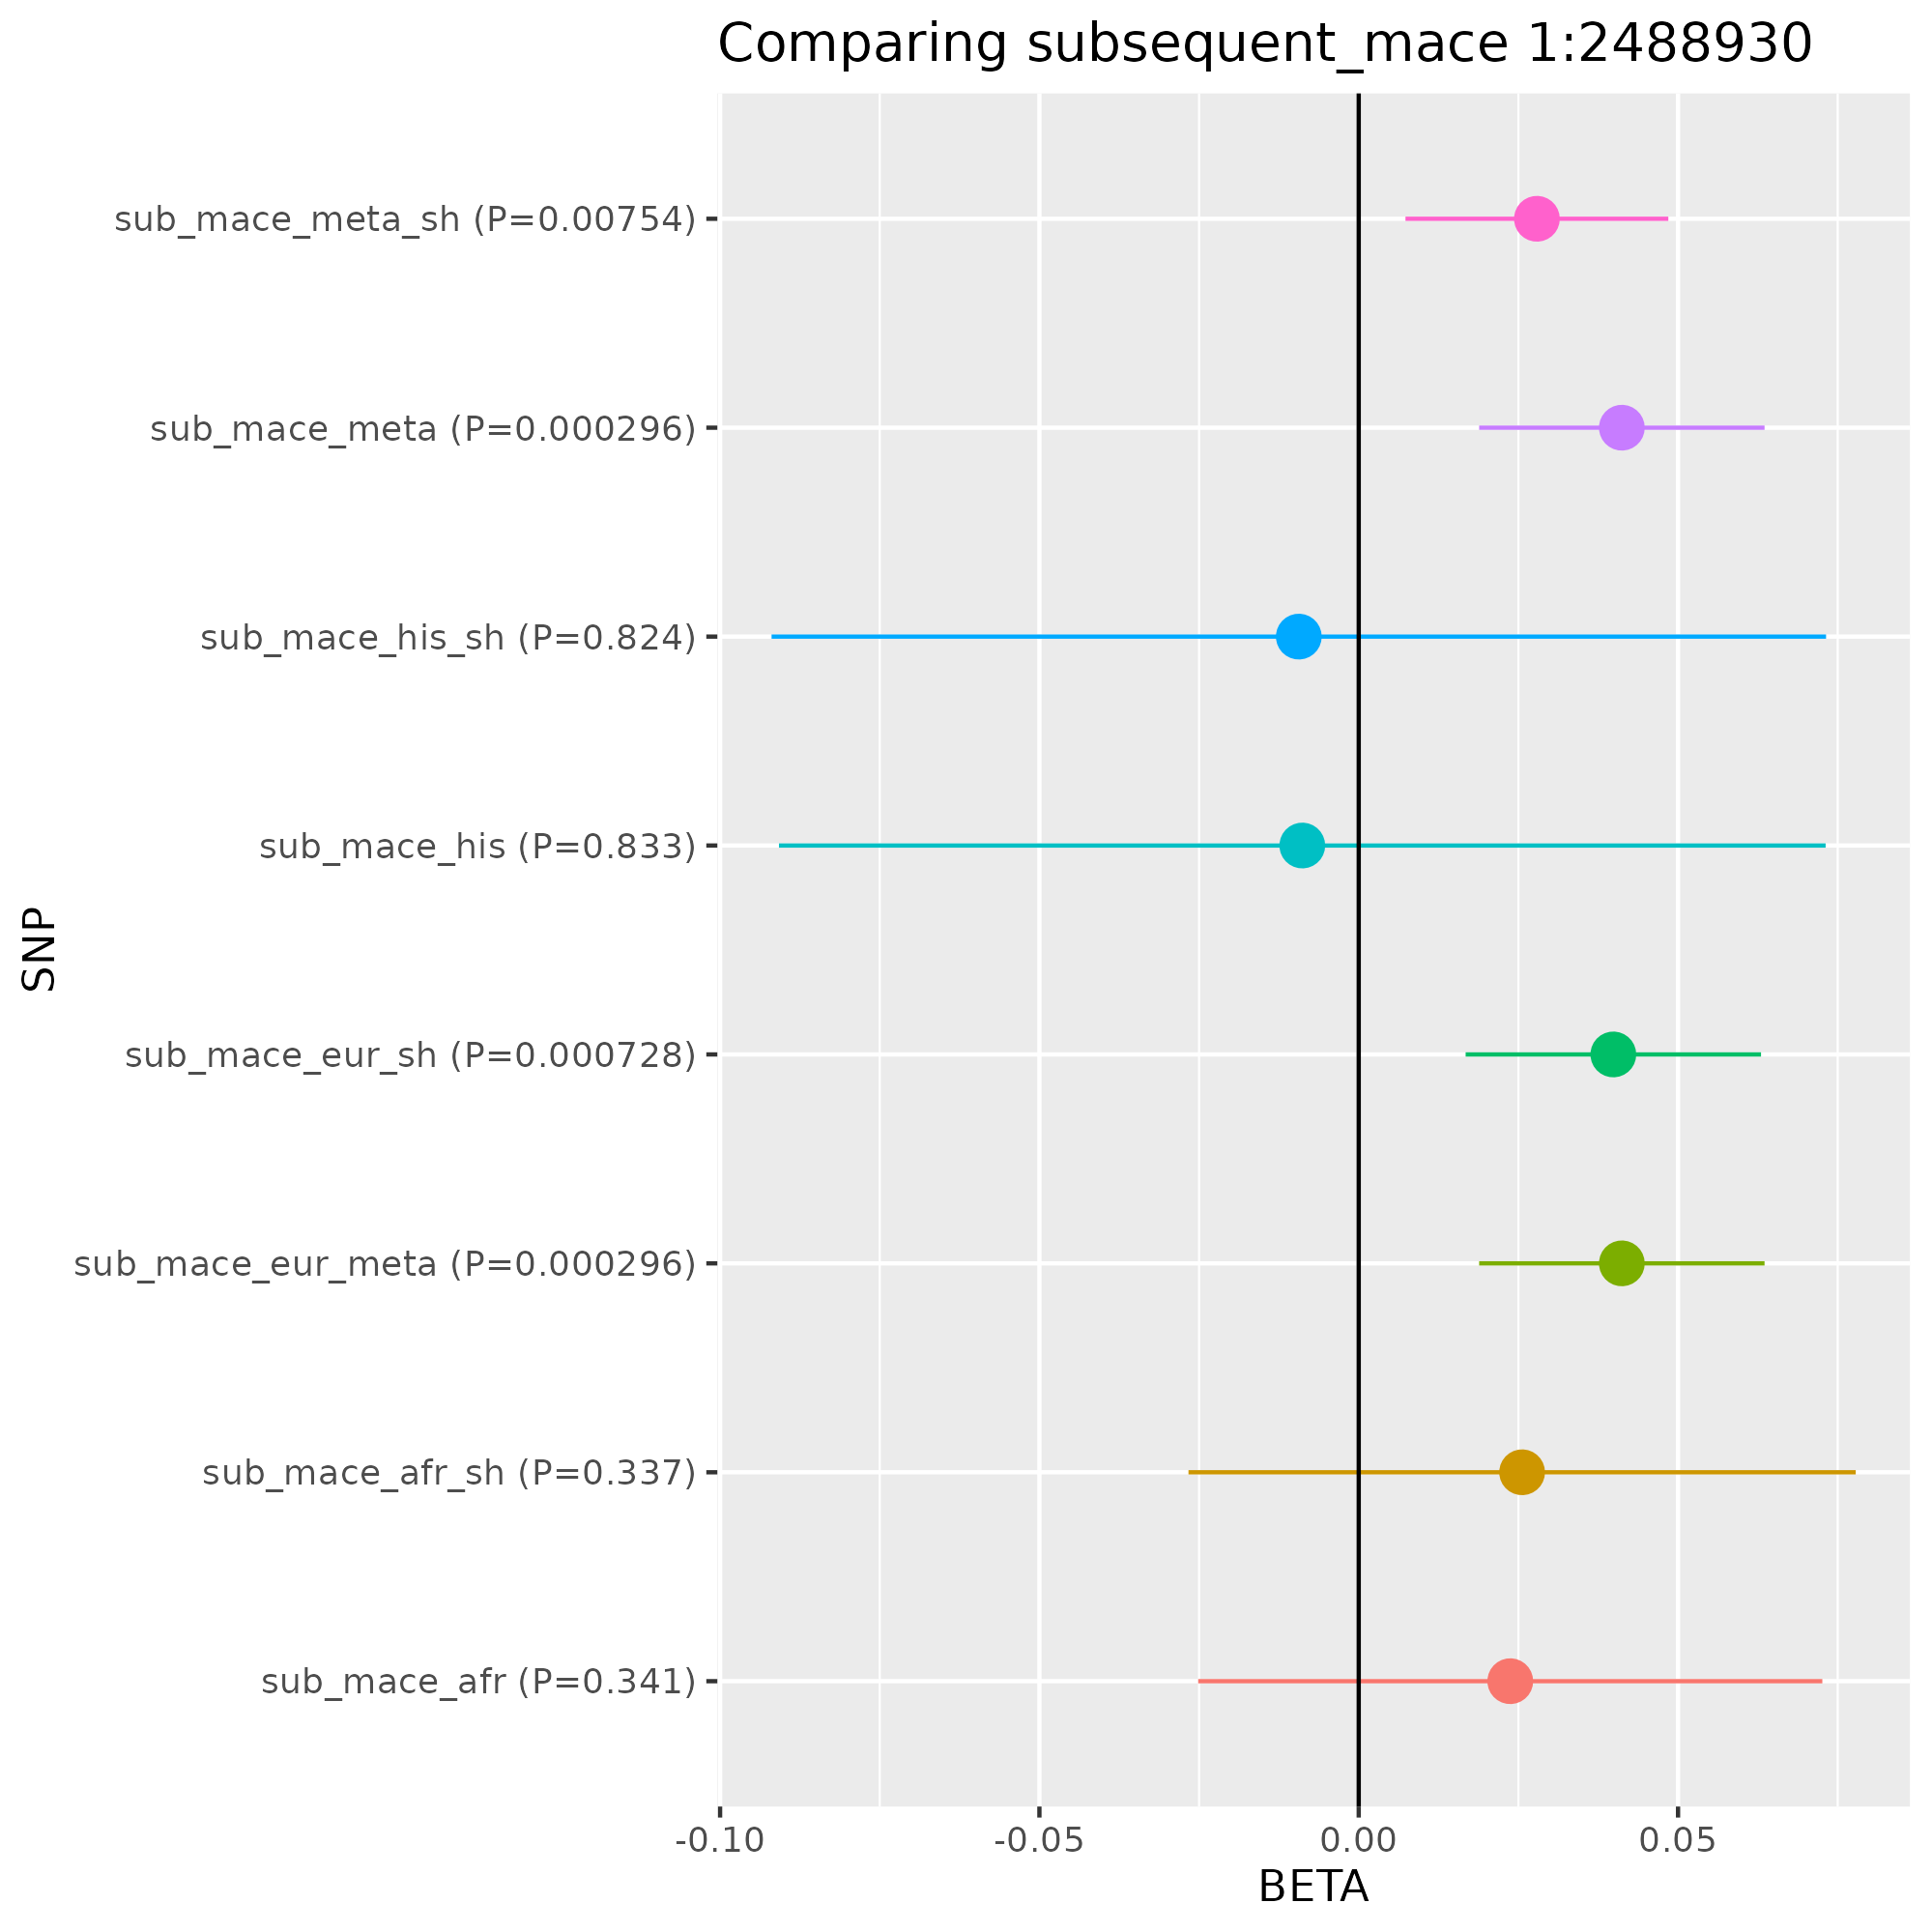 Comparing subsequent_mace 1:2488930
sub_mace_meta_sh (P=0.00754)
sub_mace_meta (P=0.000296)
sub_mace_his_sh (P=0.824)
sub_mace_his (P=0.833)
SNP
sub_mace_eur_sh (P=0.000728)
sub_mace_eur_meta (P=0.000296)
sub_mace_afr_sh (P=0.337)
sub_mace_afr (P=0.341)
-0.10 -0.05 0.00 0.05
BETA